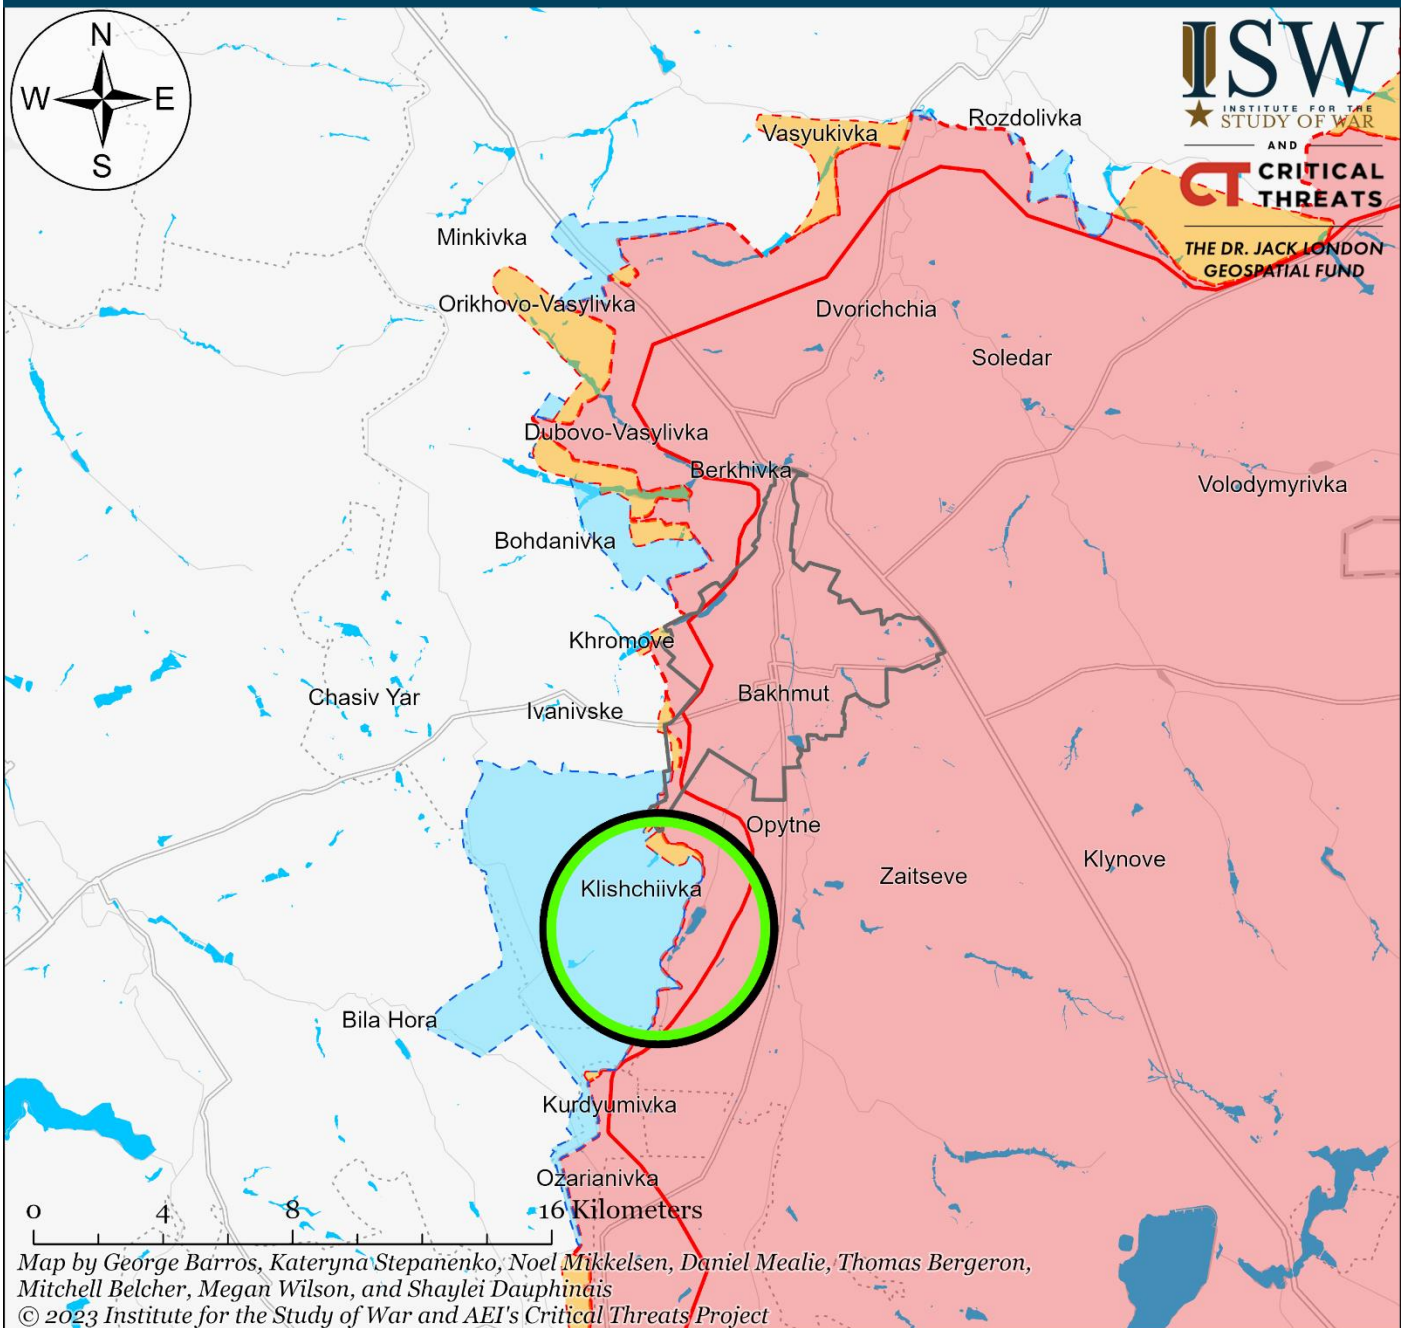 N
W
E
S
ISW
INSTITUTE FOR THE
STUDY OF WAR
AND
CT CRITICAL
THREATS
THE DR. JACK LONDON
GEOSPATIAL FUND
Rozdolivka
Vasyukivka
Minkivka
Orikhovo-Vasylivka
Dvorichchia
Soledar
Dubovo-Vasylivka
Berkhivka
Volodymyrivka
Bohdanivka
Khromove
Chasiv Yar
Ivanivske
Bakhmut
Opytne
Klynove
Zaitseve
Klishchiivka
Bila Hora
Kurdyumivka
Ozarianivka
0 4 8 16 Kilometers
Map by George Barros, Kateryna Stepanenko, Noel Mikkelsen, Daniel Mealie, Thomas Bergeron,
Mitchell Belcher, Megan Wilson, and Shaylei Dauphinais
© 2023 Institute for the Study of War and AEI's Critical Threats Project